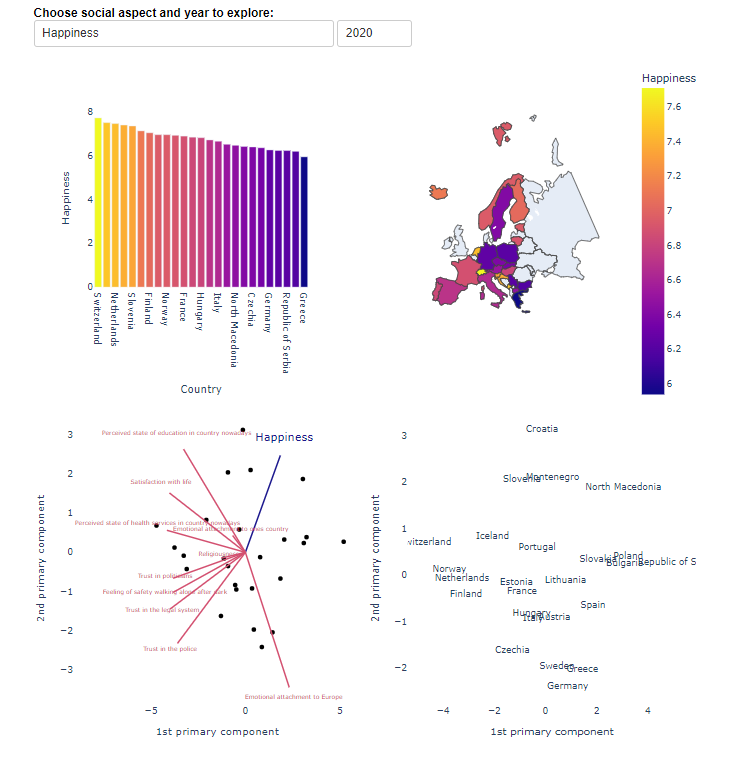 Choose social aspect and year to explore:
Happiness 2020
Happiness
8
6
4
2
0
Happiness
Switzerland
Netherlands
Slovenia
Finland
Norway
France
Hungary
Italy
North Macedonia
Czechia
Germany
Republic of Serbia
Greece
Country
7.6
7.4
7.2
7
6.8
6.6
6.4
6.2
6
3
2
1
0
−1
−2
−3
2nd primary component
Perceived state of education in country nowadays
Happiness
Satisfaction with life
Perceived state of health services in country nowadays
Religiousness
Trust in politicians
Feeling of safety walking alone after dark
Trust in the legal system
Trust in the police
Emotional attachment to Europe
−5
0
5
1st primary component
3
2
1
0
−1
−2
2nd primary component
Croatia
Slovenia
Montenegro
North Macedonia
Iceland
vitzerland
Portugal
Poland
Slovakia
Bulgaria
Republic of S
Norway
Netherlands
Estonia
Lithuania
Finland
France
Spain
Hungary
Italy
Austria
Czechia
Sweden
Greece
Germany
−4
−2
0
2
4
1st primary component